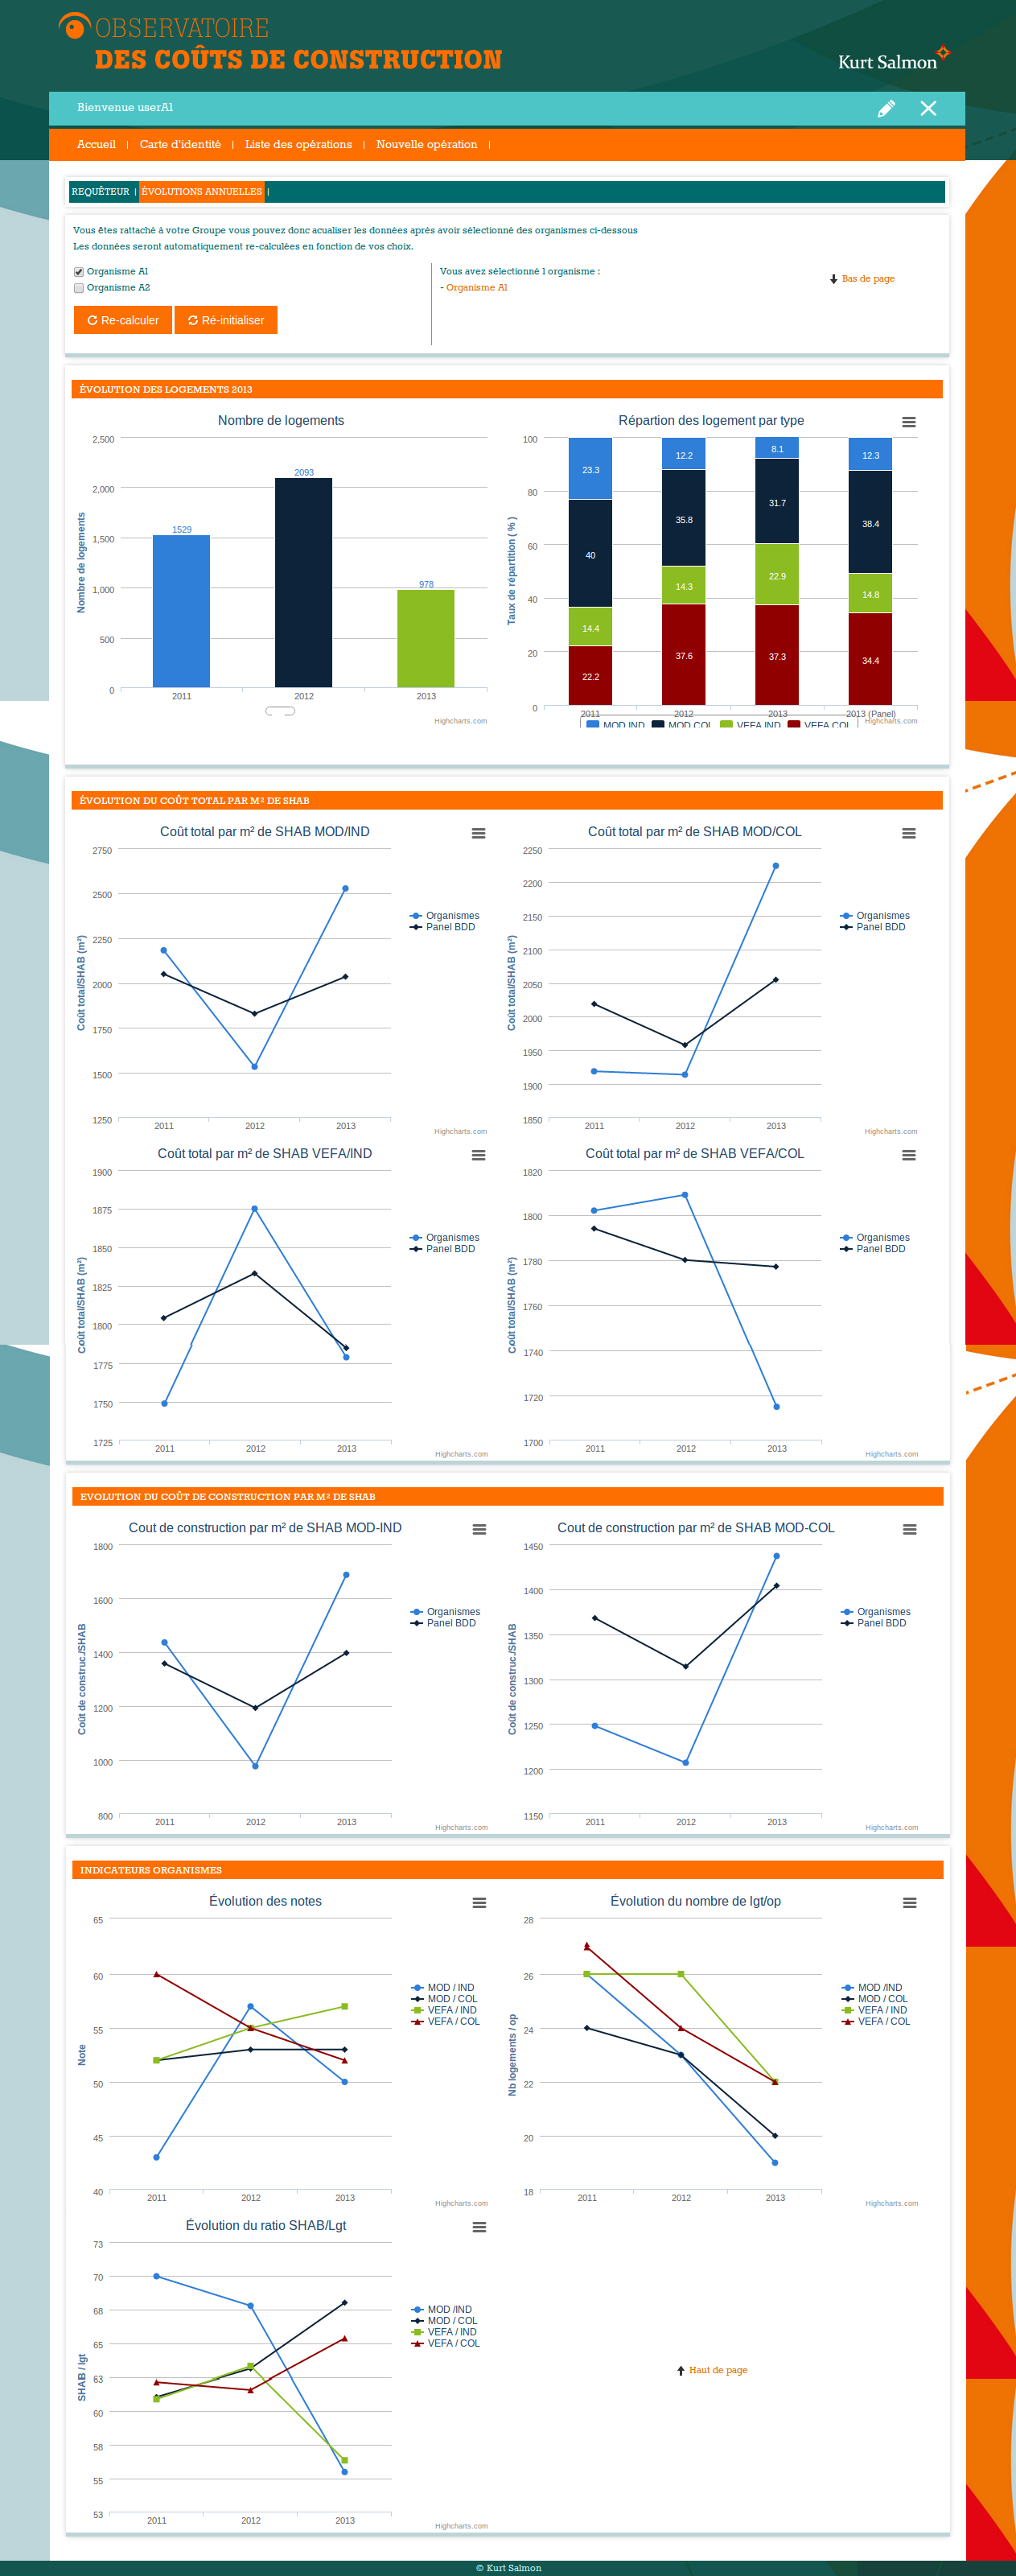 OBSERVATOIRE
DES COÛTS DE CONSTRUCTION
Kurt Salmon
Bienvenue userA1
Accueil | Carte d'identité | Liste des opérations | Nouvelle opération |
REQUÊTEUR | ÉVOLUTIONS ANNUELLES |
Vous êtes rattaché à votre Groupe vous pouvez donc acualiser les données aprés avoir sélectionné des organismes ci-dessous
Les données seront automatiquement re-calculées en fonction de vos choix.
Organisme A1
Organisme A2
Re-calculer Ré-initialiser
Vous avez sélectionné 1 organisme :
- Organisme A1
Bas de page
ÉVOLUTION DES LOGEMENTS 2013
Nombre de logements
Nombre de logements
2,500
2,000
1,500
1,000
500
0
1529
2093
978
2011 2012 2013
Highcharts.com
Répartion des logement par type
Taux de répartition ( % )
100
80
60
40
20
0
23.3 12.2 8.1 12.3
40 35.8 31.7 38.4
14.4 14.3 22.9 14.8
22.2 37.6 37.3 34.4
2011 2012 2013 2013 (Panel)
MOD IND MOD COL VEFA IND VEFA COL
Highcharts.com
ÉVOLUTION DU COÛT TOTAL PAR M² DE SHAB
Coût total par m² de SHAB MOD/IND
Coût total/SHAB (m²)
2750
2500
2250
2000
1750
1500
1250
2011 2012 2013
Organismes
Panel BDD
Highcharts.com
Coût total par m² de SHAB MOD/COL
Coût total/SHAB (m²)
2250
2200
2150
2100
2050
2000
1950
1900
1850
2011 2012 2013
Organismes
Panel BDD
Highcharts.com
Coût total par m² de SHAB VEFA/IND
Coût total/SHAB (m²)
1900
1875
1850
1825
1800
1775
1750
1725
2011 2012 2013
Organismes
Panel BDD
Highcharts.com
Coût total par m² de SHAB VEFA/COL
Coût total/SHAB (m²)
1820
1800
1780
1760
1740
1720
1700
2011 2012 2013
Organismes
Panel BDD
Highcharts.com
EVOLUTION DU COÛT DE CONSTRUCTION PAR M² DE SHAB
Cout de construction par m² de SHAB MOD-IND
Coût de construc./SHAB
1800
1600
1400
1200
1000
800
2011 2012 2013
Organismes
Panel BDD
Highcharts.com
Cout de construction par m² de SHAB MOD-COL
Coût de construc./SHAB
1450
1400
1350
1300
1250
1200
1150
2011 2012 2013
Organismes
Panel BDD
Highcharts.com
INDICATEURS ORGANISMES
Évolution des notes
Note
65
60
55
50
45
40
2011 2012 2013
MOD / IND
MOD / COL
VEFA / IND
VEFA / COL
Highcharts.com
Évolution du nombre de lgt/op
Nb logements / op
28
26
24
22
20
18
2011 2012 2013
MOD /IND
MOD / COL
VEFA / IND
VEFA / COL
Highcharts.com
Évolution du ratio SHAB/Lgt
SHAB / lgt
73
70
68
65
63
60
58
55
53
2011 2012 2013
MOD /IND
MOD / COL
VEFA / IND
VEFA / COL
Highcharts.com
Haut de page
© Kurt Salmon